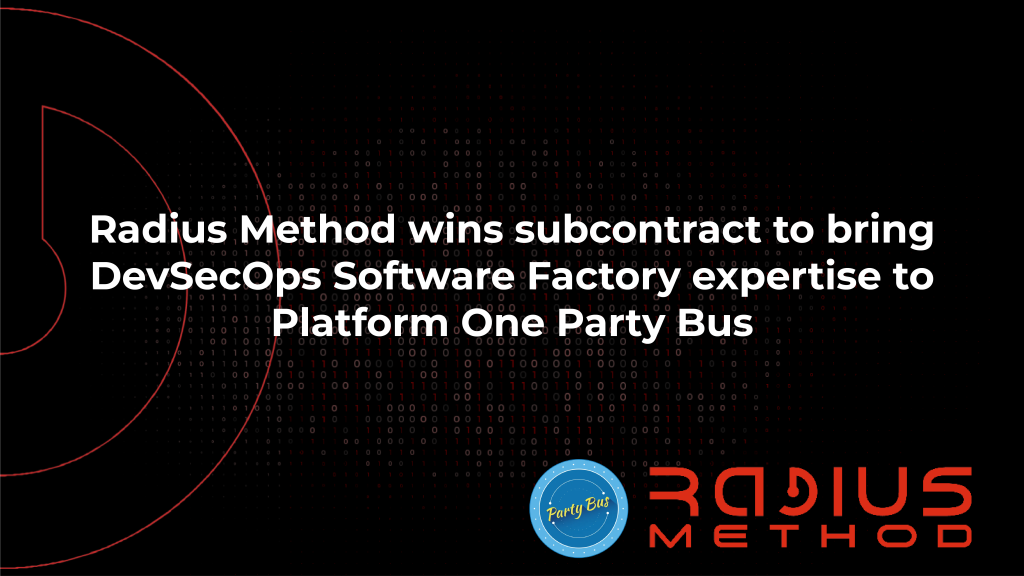 Radius Method wins subcontract to bring
DevSecOps Software Factory expertise to
Platform One Party Bus
Party Bus
RADIUS
METHOD